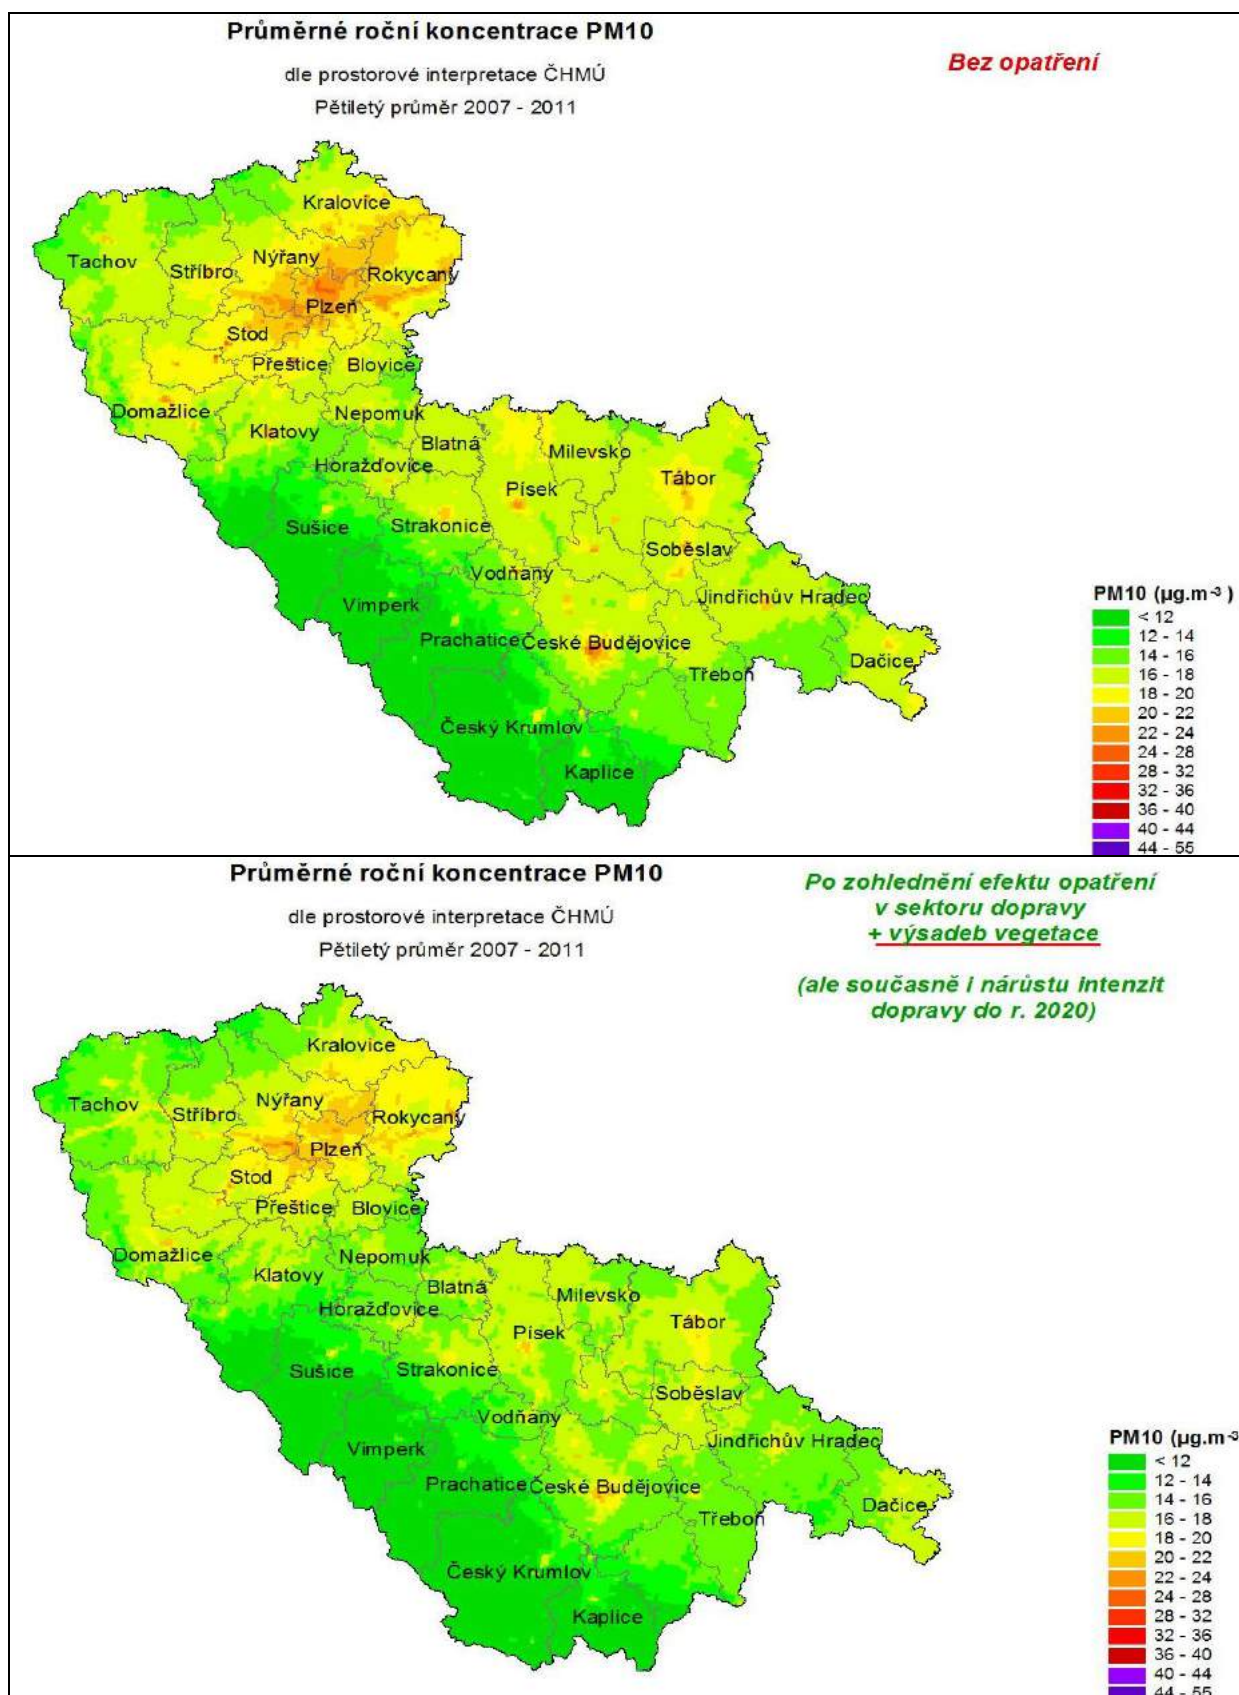 Průměrné roční koncentrace PM10
dle prostorové interpretace ČHMÚ
Pětiletý průměr 2007 - 2011
Bez opatření
Kralovice
Tachov
Stříbro
Nýřany
Rokycany
Plzeň
Stod
Přeštice
Blovice
Domažlice
Klatovy
Nepomuk
Blatná
Milevsko
Horažďovice
Tábor
Písek
Sušice
Strakonice
Soběslav
Vodňany
Vimperk
Jindřichův Hradec
Prachatice
České Budějovice
Dačice
Třeboň
Český Krumlov
Kaplice
PM10 (µg.m-3 )
< 12
12 - 14
14 - 16
16 - 18
18 - 20
20 - 22
22 - 24
24 - 28
28 - 32
32 - 36
36 - 40
40 - 44
44 - 55
Průměrné roční koncentrace PM10
dle prostorové interpretace ČHMÚ
Pětiletý průměr 2007 - 2011
Po zohlednění efektu opatření
v sektoru dopravy
+ výsadeb vegetace
(ale současně i nárůstu intenzit
dopravy do r. 2020)
Kralovice
Tachov
Stříbro
Nýřany
Rokycany
Plzeň
Stod
Přeštice
Blovice
Domažlice
Klatovy
Nepomuk
Blatná
Milevsko
Horažďovice
Tábor
Písek
Sušice
Strakonice
Soběslav
Vodňany
Vimperk
Jindřichův Hradec
Prachatice
České Budějovice
Dačice
Třeboň
Český Krumlov
Kaplice
PM10 (µg.m-3
< 12
12 - 14
14 - 16
16 - 18
18 - 20
20 - 22
22 - 24
24 - 28
28 - 32
32 - 36
36 - 40
40 - 44
44 - 55